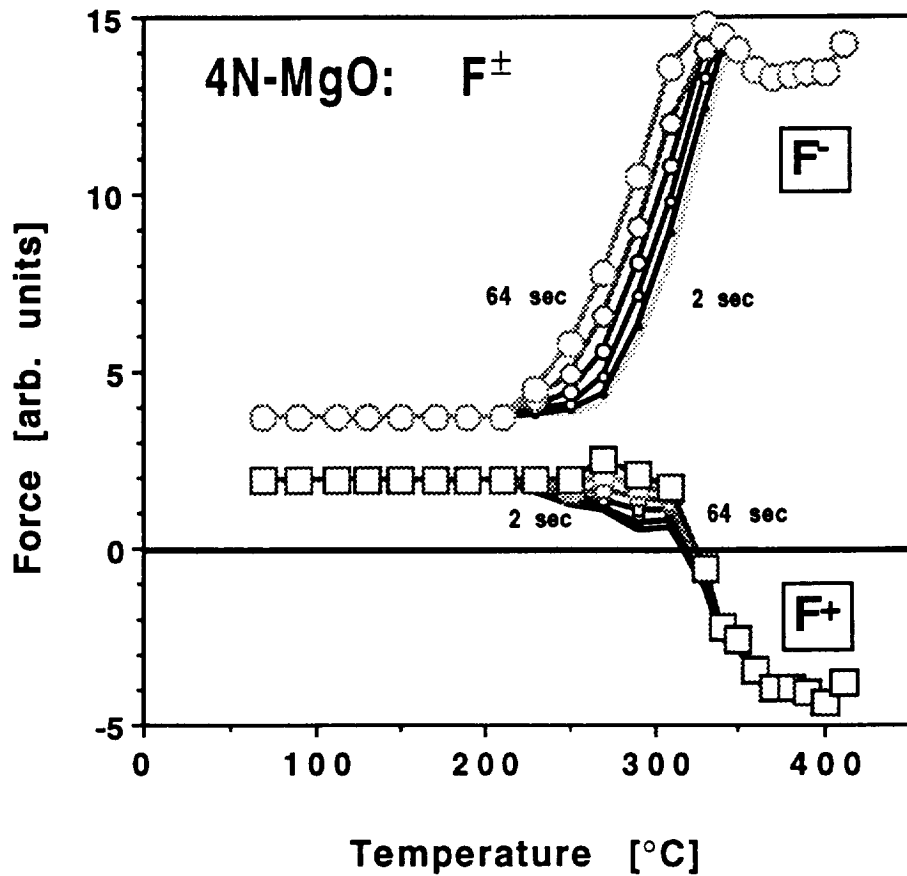 4N-MgO: F±
15
10
5
0
-5
F-
64 sec
2 sec
2 sec
64 sec
F+
0
100
200
300
400
Force [arb. units]
Temperature [°C]